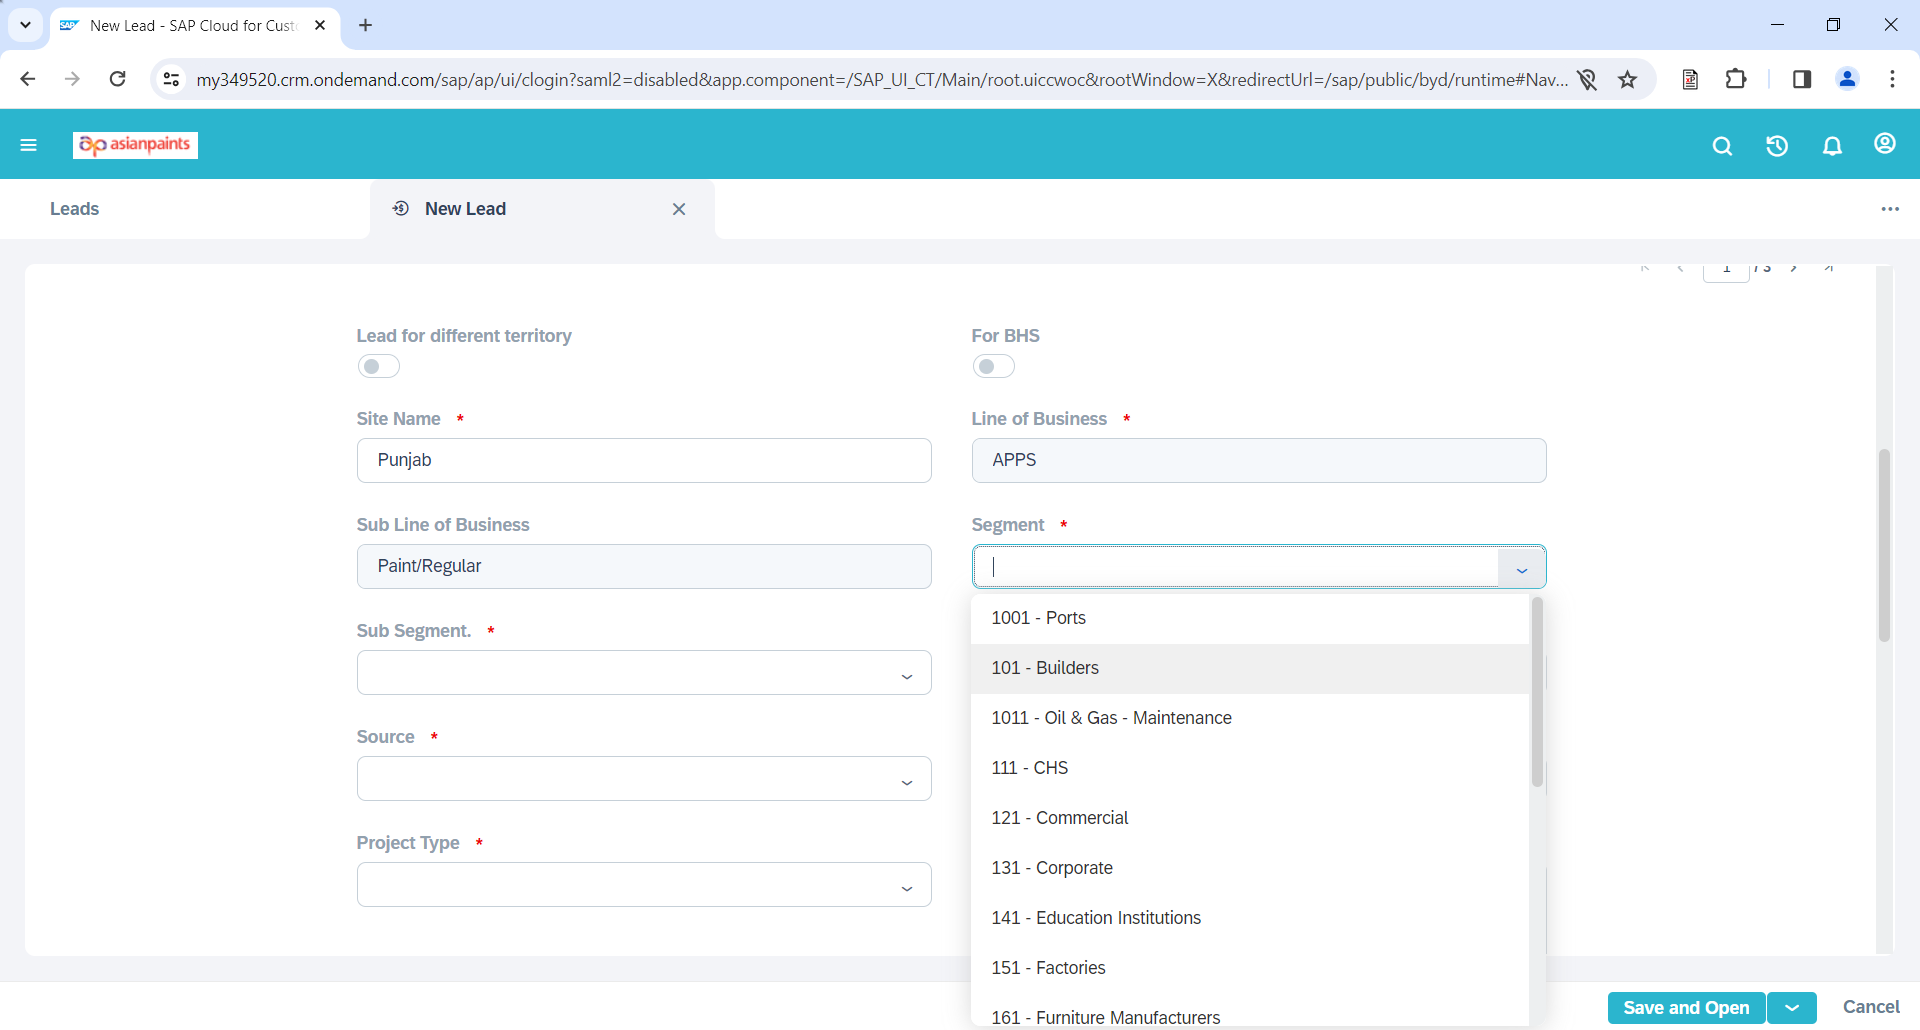 New Lead - SAP Cloud for Cust
my349520.crm.ondemand.com/sap/ap/ui/clogin?saml2=disabled&app.component=/SAP_UI_CT/Main/root.uiccwoc&rootWindow=X&redirectUrl=/sap/public/byd/runtime#Nav...
asianpaints
Leads
New Lead
1 / 3
Lead for different territory
For BHS
Site Name *
Line of Business *
Punjab
APPS
Sub Line of Business
Segment *
Paint/Regular
1001 - Ports
Sub Segment. *
101 - Builders
1011 - Oil & Gas - Maintenance
Source *
111 - CHS
121 - Commercial
Project Type *
131 - Corporate
141 - Education Institutions
151 - Factories
161 - Furniture Manufacturers
Save and Open
Cancel